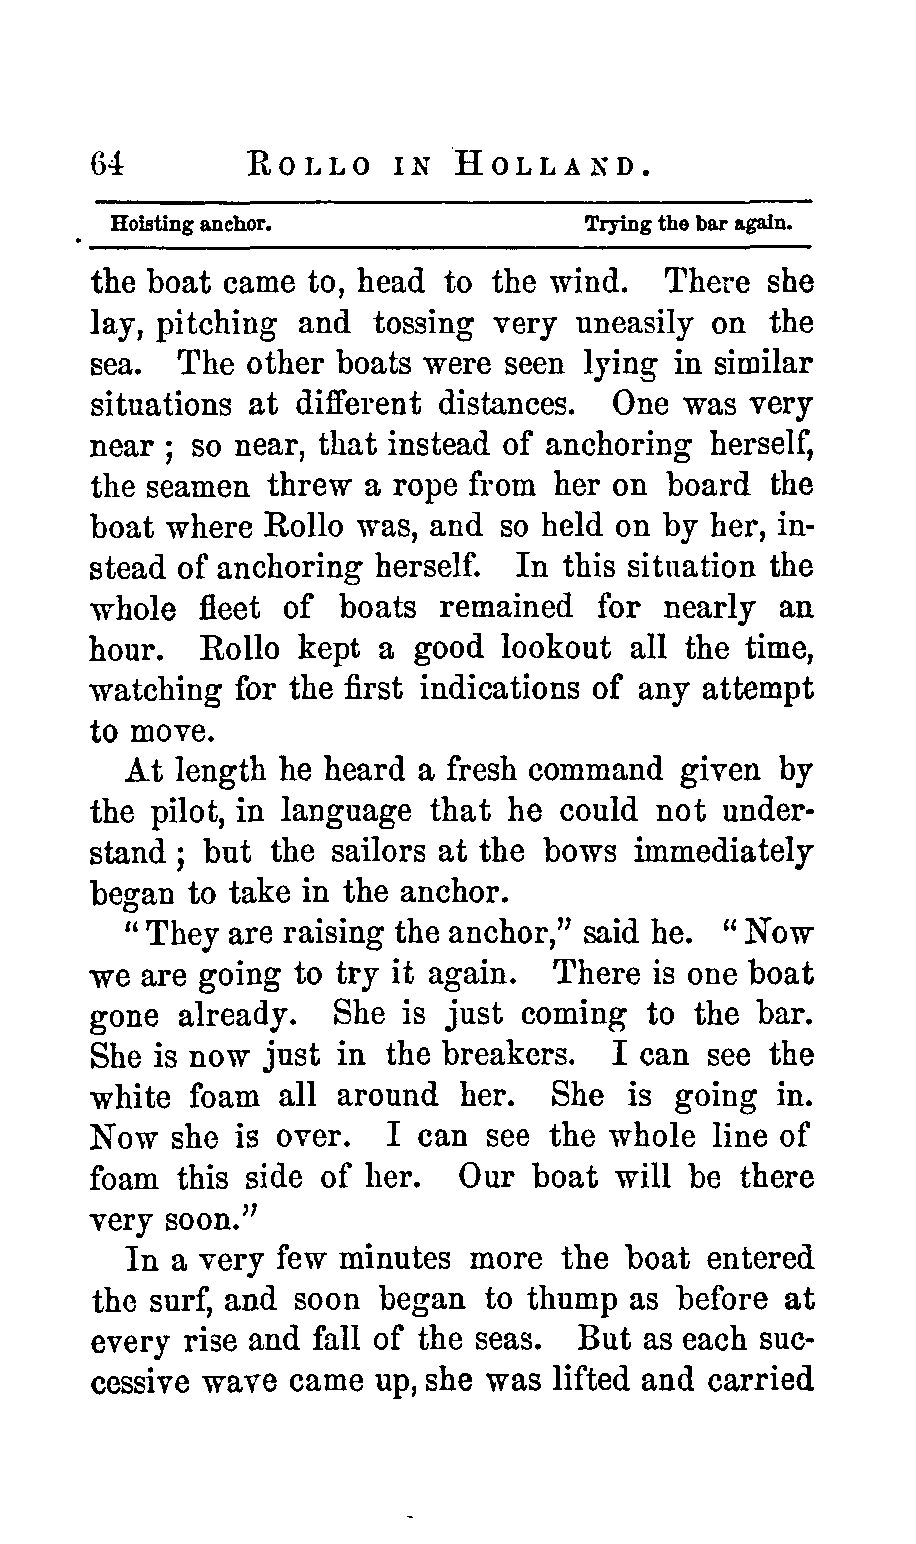 64 ROLLO IN HOLLAND.
Hoisting anchor. Trying the bar again.
the boat came to, head to the wind. There she
lay, pitching and tossing very uneasily on the
sea. The other boats were seen lying in similar
situations at different distances. One was very
near ; so near, that instead of anchoring herself,
the seamen threw a rope from her on board the
boat where Rollo was, and so held on by her, in-
stead of anchoring herself. In this situation the
whole fleet of boats remained for nearly an
hour. Rollo kept a good lookout all the time,
watching for the first indications of any attempt
to move.
At length he heard a fresh command given by
the pilot, in language that he could not under-
stand ; but the sailors at the bows immediately
began to take in the anchor.
“ They are raising the anchor,” said he. “ Now
we are going to try it again. There is one boat
gone already. She is just coming to the bar.
She is now just in the breakers. I can see the
white foam all around her. She is going in.
Now she is over. I can see the whole line of
foam this side of her. Our boat will be there
very soon.”
In a very few minutes more the boat entered
the surf, and soon began to thump as before at
every rise and fall of the seas. But as each suc-
cessive wave came up, she was lifted and carried